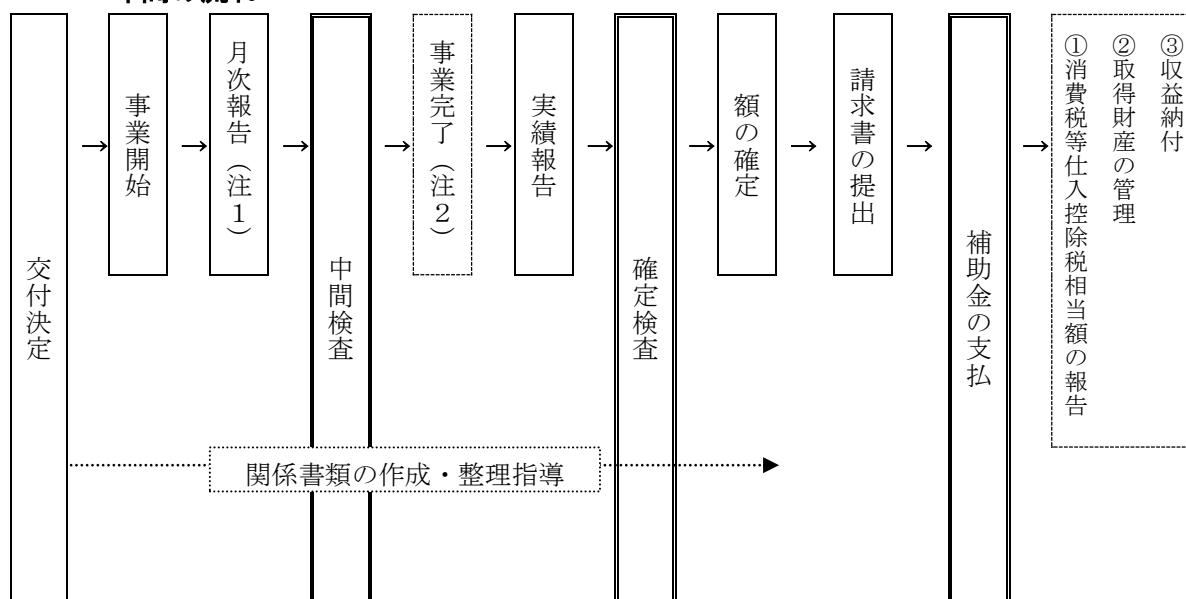 交付決定
事業開始
月次報告（注１）
中間検査
事業完了（注２）
実績報告
確定検査
額の確定
請求書の提出
補助金の支払
③収益納付
②取得財産の管理
①消費税等仕入控除税相当額の報告
関係書類の作成・整理指導